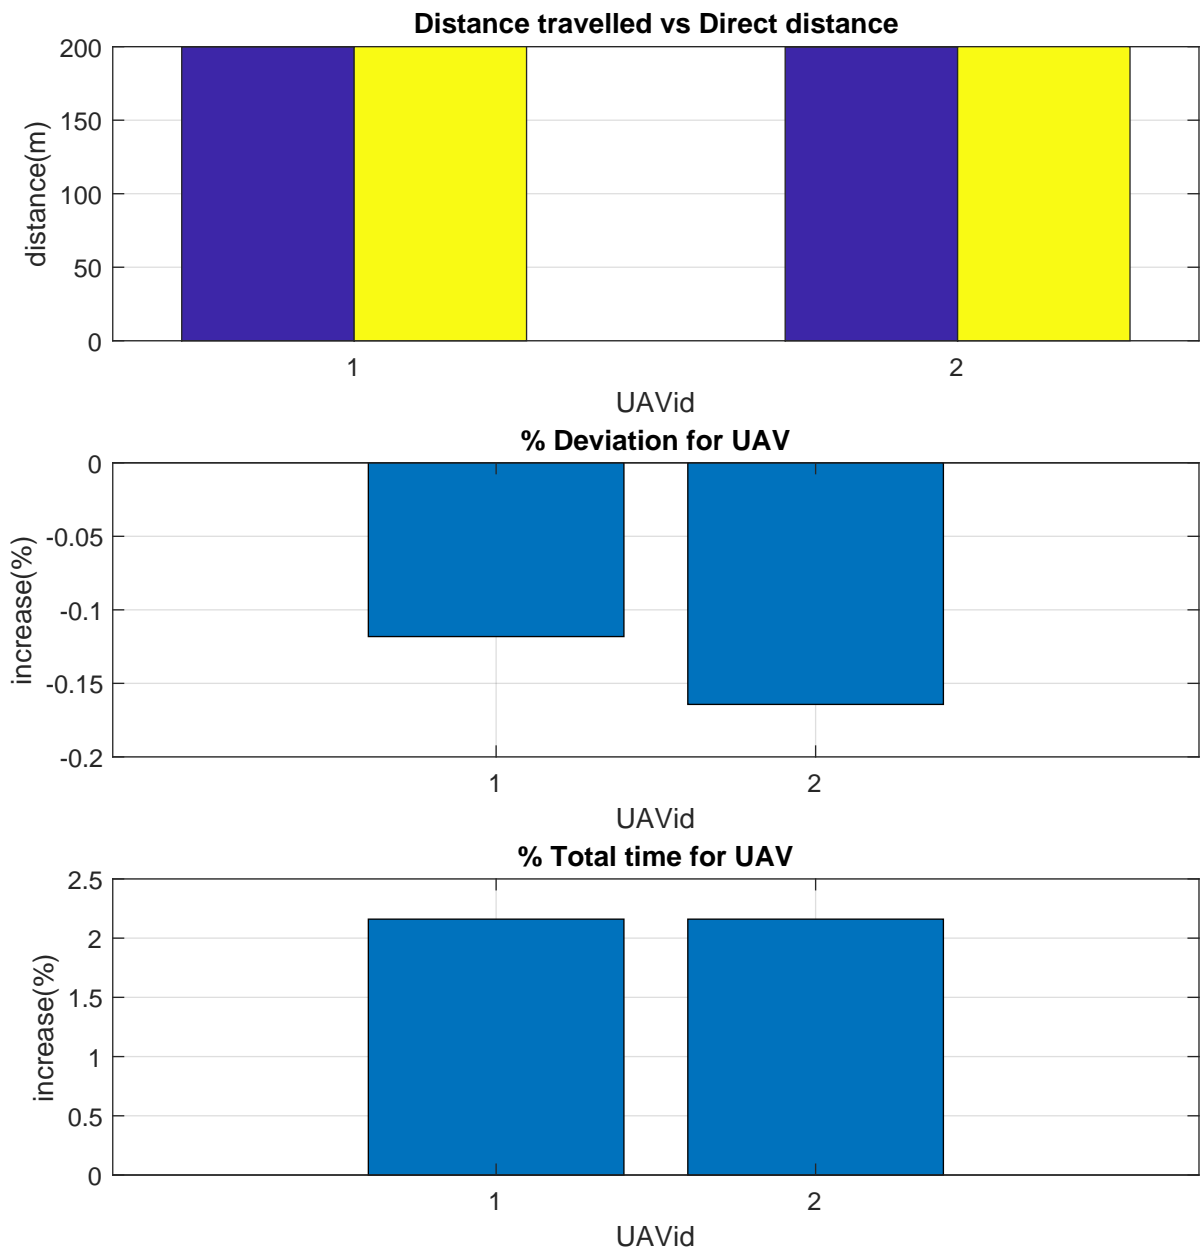 Distance travelled vs Direct distance
200
150
100
50
0
distance(m)
1
2
UAVid
% Deviation for UAV
0
-0.05
-0.1
-0.15
-0.2
increase(%)
1
2
UAVid
% Total time for UAV
2.5
2
1.5
1
0.5
0
increase(%)
1
2
UAVid